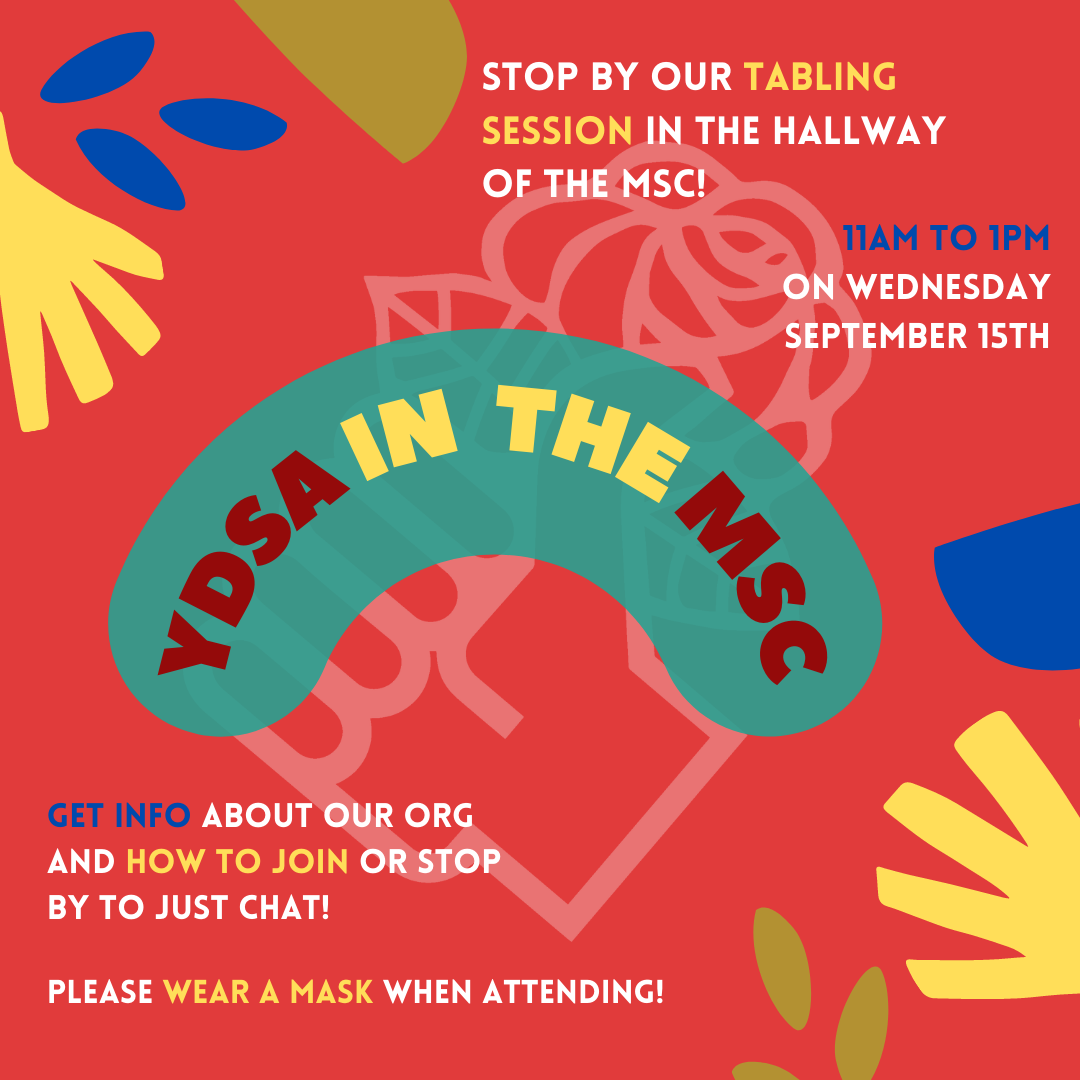 STOP BY OUR TABLING
SESSION IN THE HALLWAY
OF THE MSC!
11AM TO 1PM
ON WEDNESDAY
SEPTEMBER 15TH
YDSA IN THE MSC
GET INFO ABOUT OUR ORG
AND HOW TO JOIN OR STOP
BY TO JUST CHAT!
PLEASE WEAR A MASK WHEN ATTENDING!